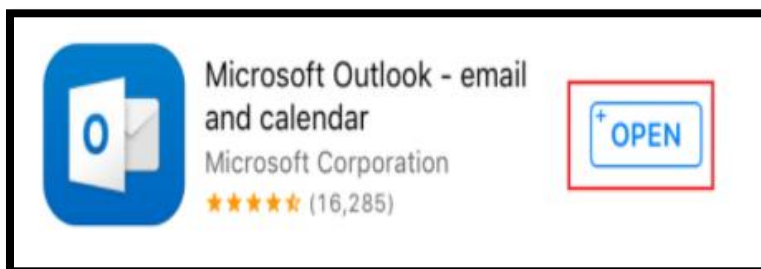 Microsoft Outlook - email
and calendar
Microsoft Corporation
(16,285)
+ OPEN
O